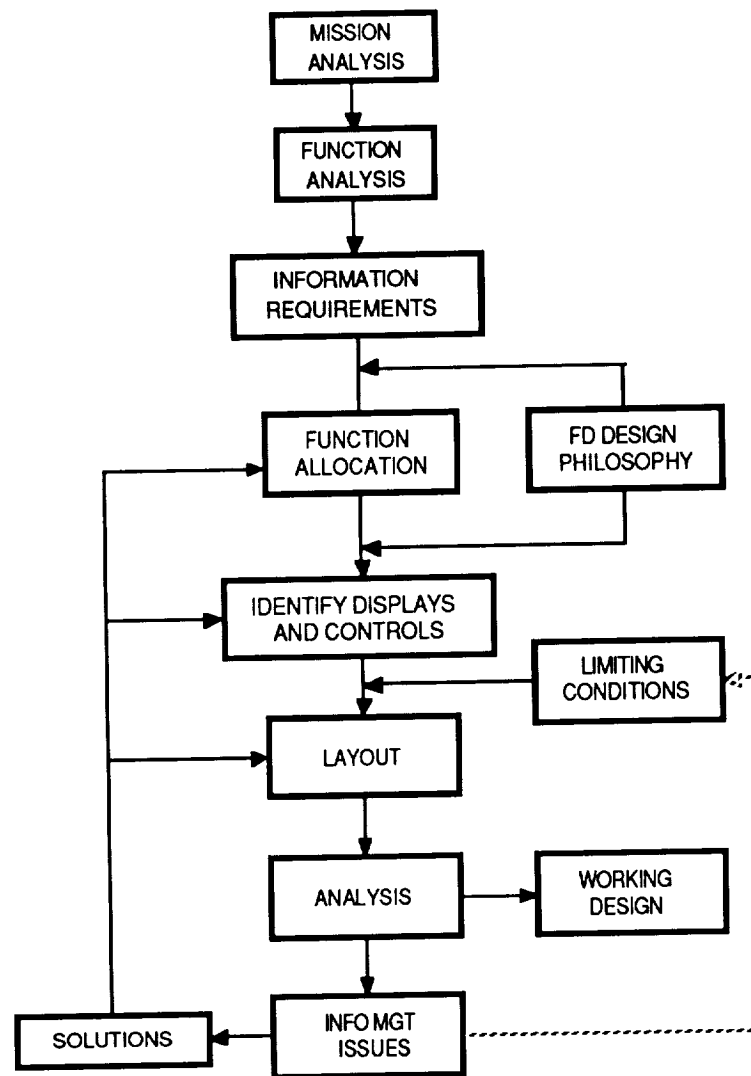 MISSION
ANALYSIS
FUNCTION
ANALYSIS
INFORMATION
REQUIREMENTS
FUNCTION
ALLOCATION
FD DESIGN
PHILOSOPHY
IDENTIFY DISPLAYS
AND CONTROLS
LIMITING
CONDITIONS
LAYOUT
ANALYSIS
WORKING
DESIGN
SOLUTIONS
INFO MGT
ISSUES